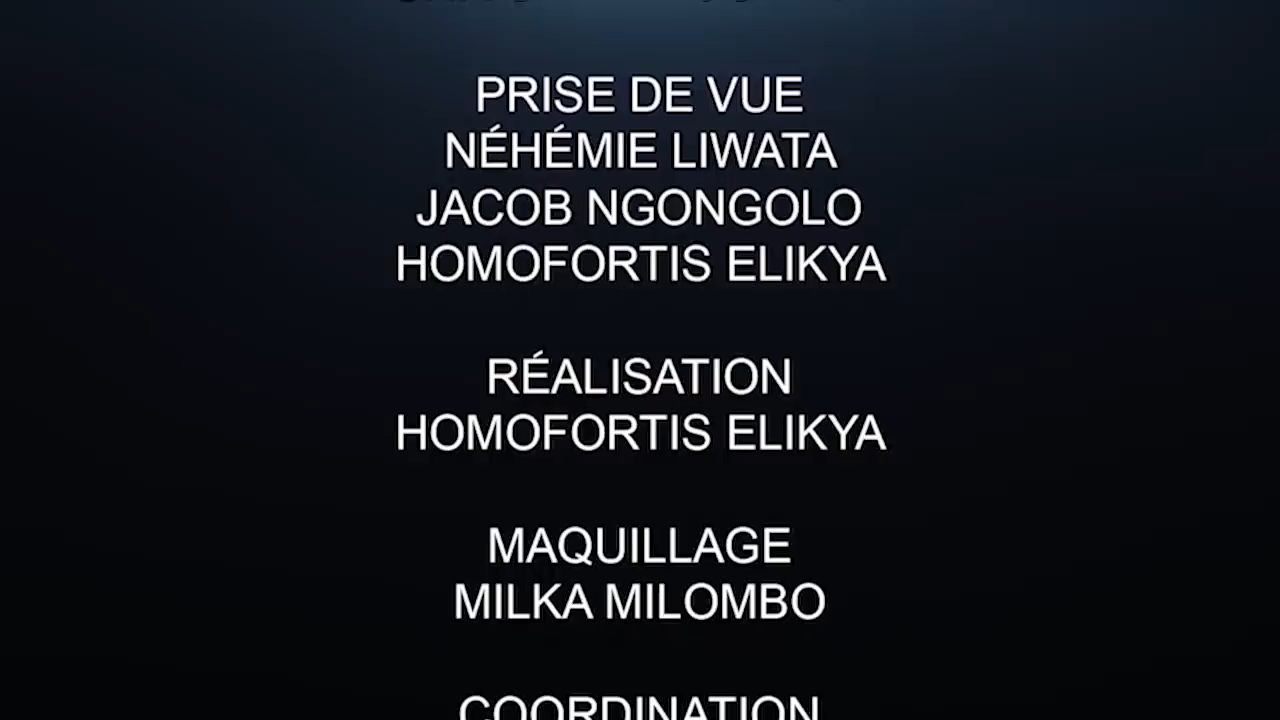 PRISE DE VUE
NÉHÉMIE LIWATA
JACOB NGONGOLO
HOMOFORTIS ELIKYA
RÉALISATION
HOMOFORTIS ELIKYA
MAQUILLAGE
MILKA MILOMBO
COORDINATION